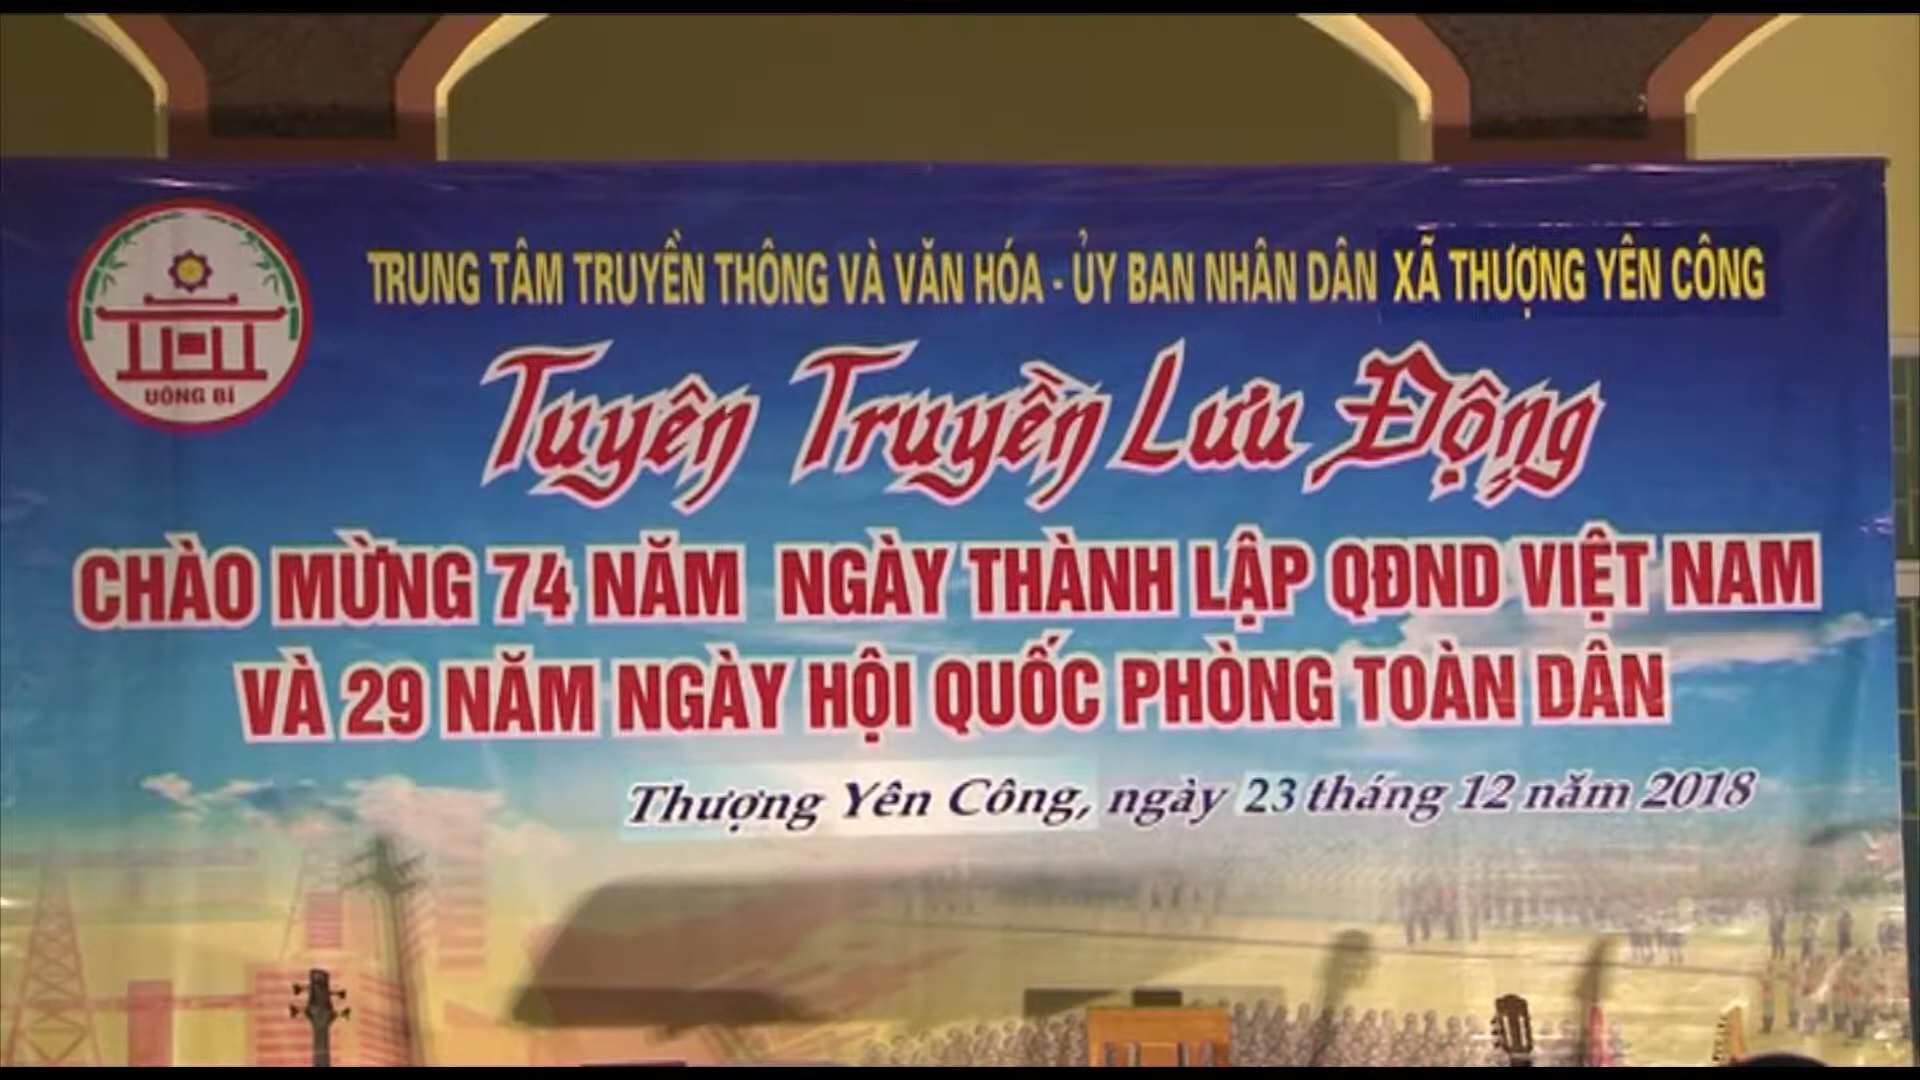 UÔNG BÍ
TRUNG TÂM TRUYỀN THÔNG VÀ VĂN HÓA - ỦY BAN NHÂN DÂN XÃ THƯỢNG YÊN CÔNG
Tuyên Truyền Lưu Động
CHÀO MỪNG 74 NĂM NGÀY THÀNH LẬP QĐND VIỆT NAM
VÀ 29 NĂM NGÀY HỘI QUỐC PHÒNG TOÀN DÂN
Thượng Yên Công, ngày 23 tháng 12 năm 2018